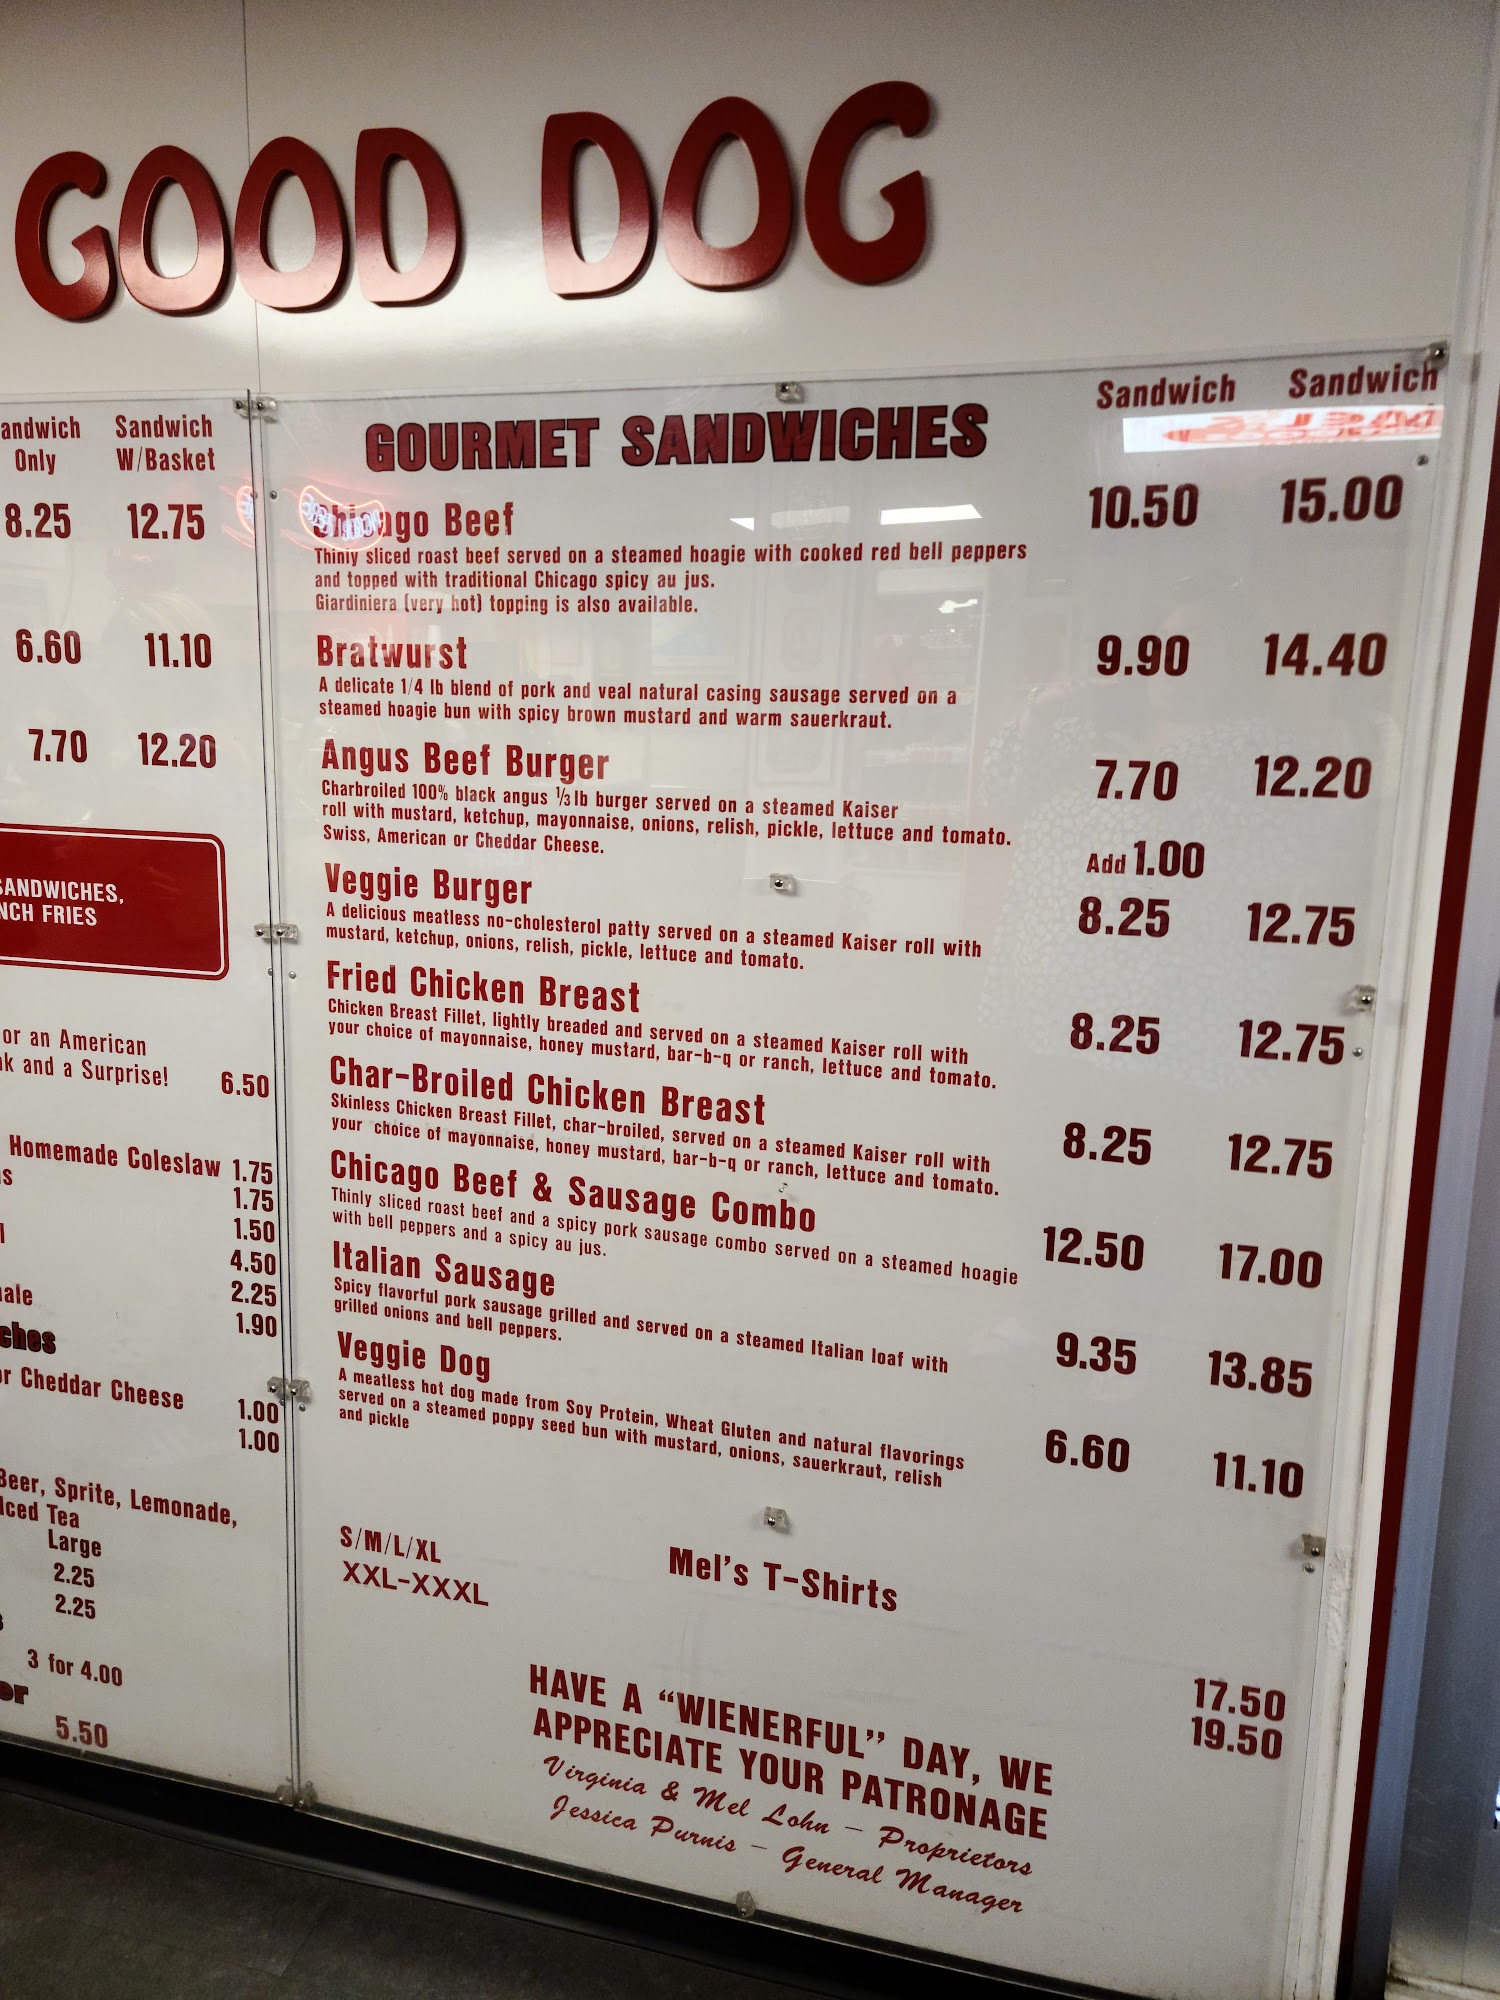 GOOD DOG
andwich Sandwich
Only W/Basket
8.25 12.75
6.60 11.10
7.70 12.20
SANDWICHES,
NCH FRIES
or an American
nk and a Surprise! 6.50
Homemade Coleslaw 1.75
1.75
1.50
4.50
2.25
1.90
ches
or Cheddar Cheese
1.00
1.00
Beer, Sprite, Lemonade,
Iced Tea
Large
2.25
2.25
3 for 4.00
er
5.50
GOURMET SANDWICHES
Sandwich Sandwich
Chicago Beef 10.50 15.00
Thinly sliced roast beef served on a steamed hoagie with cooked red bell peppers
and topped with traditional Chicago spicy au jus.
Giardiniera (very hot) topping is also available.
Bratwurst 9.90 14.40
A delicate 1/4 lb blend of pork and veal natural casing sausage served on a
steamed hoagie bun with spicy brown mustard and warm sauerkraut.
Angus Beef Burger 7.70 12.20
Charbroiled 100% black angus ⅓ lb burger served on a steamed Kaiser
roll with mustard, ketchup, mayonnaise, onions, relish, pickle, lettuce and tomato.
Swiss, American or Cheddar Cheese. Add 1.00
Veggie Burger 8.25 12.75
A delicious meatless no-cholesterol patty served on a steamed Kaiser roll with
mustard, ketchup, onions, relish, pickle, lettuce and tomato.
Fried Chicken Breast 8.25 12.75
Chicken Breast Fillet, lightly breaded and served on a steamed Kaiser roll with
your choice of mayonnaise, honey mustard, bar-b-q or ranch, lettuce and tomato.
Char-Broiled Chicken Breast 8.25 12.75
Skinless Chicken Breast Fillet, char-broiled, served on a steamed Kaiser roll with
your choice of mayonnaise, honey mustard, bar-b-q or ranch, lettuce and tomato.
Chicago Beef & Sausage Combo 12.50 17.00
Thinly sliced roast beef and a spicy pork sausage combo served on a steamed hoagie
with bell peppers and a spicy au jus.
Italian Sausage 9.35 13.85
Spicy flavorful pork sausage grilled and served on a steamed Italian loaf with
grilled onions and bell peppers.
Veggie Dog 6.60 11.10
A meatless hot dog made from Soy Protein, Wheat Gluten and natural flavorings
served on a steamed poppy seed bun with mustard, onions, sauerkraut, relish
and pickle
Mel's T-Shirts
S/M/L/XL 17.50
XXL-XXXL 19.50
HAVE A “WIENERFUL” DAY, WE
APPRECIATE YOUR PATRONAGE
Virginia & Mel Lohn - Proprietors
Jessica Purnis - General Manager